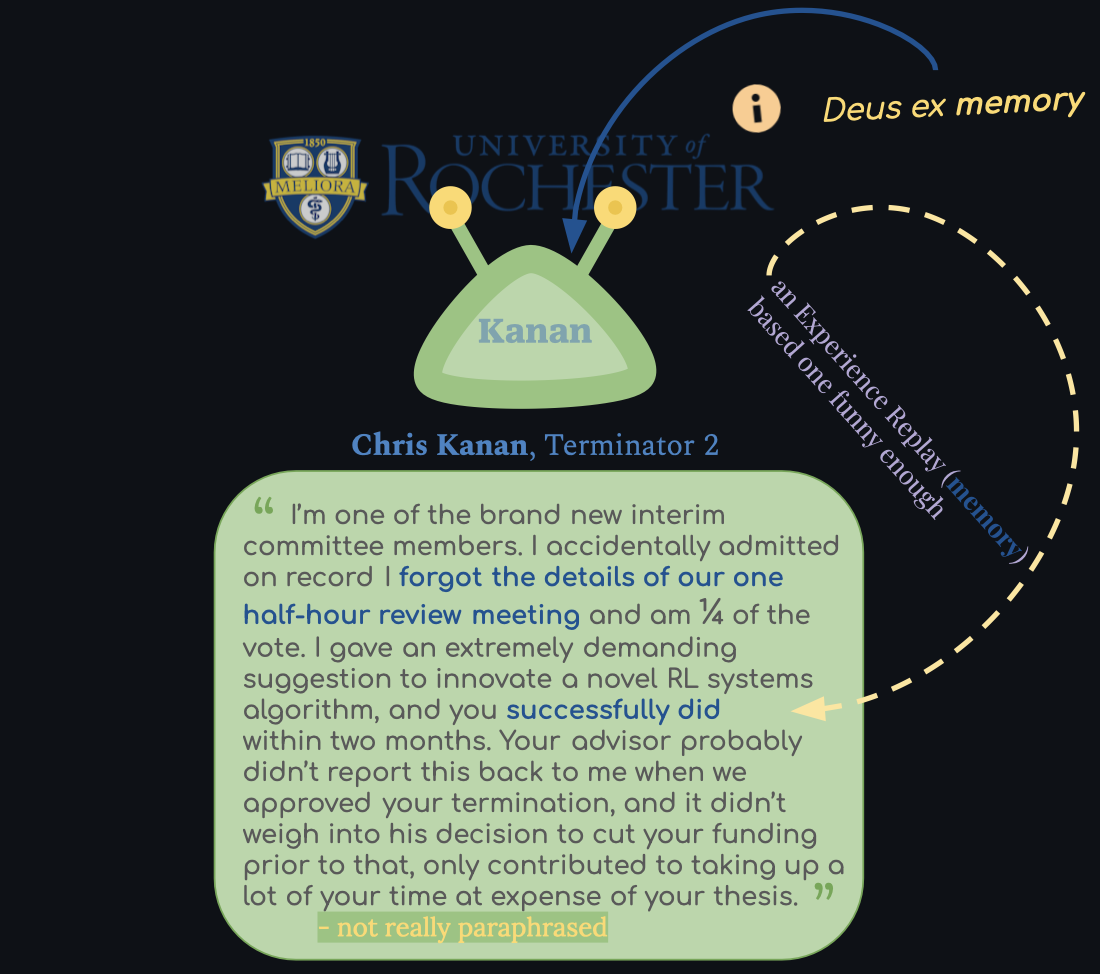 Deus ex memory
1850
MELIORA
UNIVERSITY of
ROCHESTER
Kanan
an Experience Replay (memory)
based one funny enough
Chris Kanan, Terminator 2
“ I’m one of the brand new interim
committee members. I accidentally admitted
on record I forgot the details of our one
half-hour review meeting and am ¼ of the
vote. I gave an extremely demanding
suggestion to innovate a novel RL systems
algorithm, and you successfully did
within two months. Your advisor probably
didn’t report this back to me when we
approved your termination, and it didn’t
weigh into his decision to cut your funding
prior to that, only contributed to taking up a
lot of your time at expense of your thesis. ”
- not really paraphrased